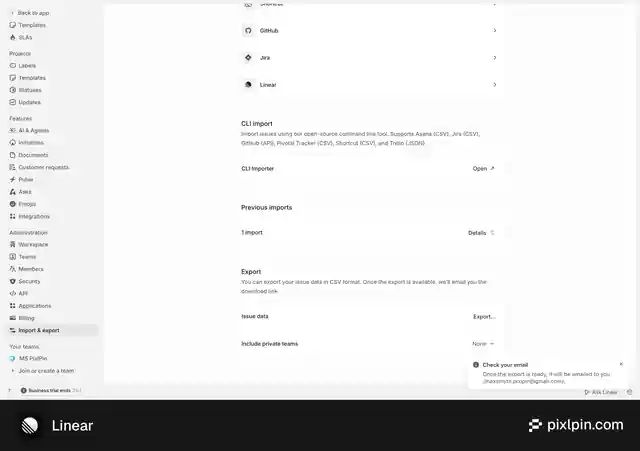 Back to app
Templates
SLAs
Projects
Labels
Templates
Statuses
Updates
Features
AI & Agents
Initiatives
Documents
Customer requests
Pulse
Asks
Emojis
Integrations
Administration
Workspace
Teams
Members
Security
API
Applications
Billing
Import & export
Your teams
MS PixlPin
Join or create a team
Business trial ends
Shortcut
GitHub
Jira
Linear
CLI import
Import issues using our open-source command line tool. Supports Asana (CSV), Jira (CSV),
GitHub (API), Pivotal Tracker (CSV), Shortcut (CSV), and Trello (JSON)
CLI Importer
Open ↗
Previous imports
1 import
Details
Export
You can export your issue data in CSV format. Once the export is available, we'll email you the
download link.
Issue data
Export...
Include private teams
None
Check your email
Once the export is ready, it will be emailed to you
Ask Linear
Linear
pixlpin.com